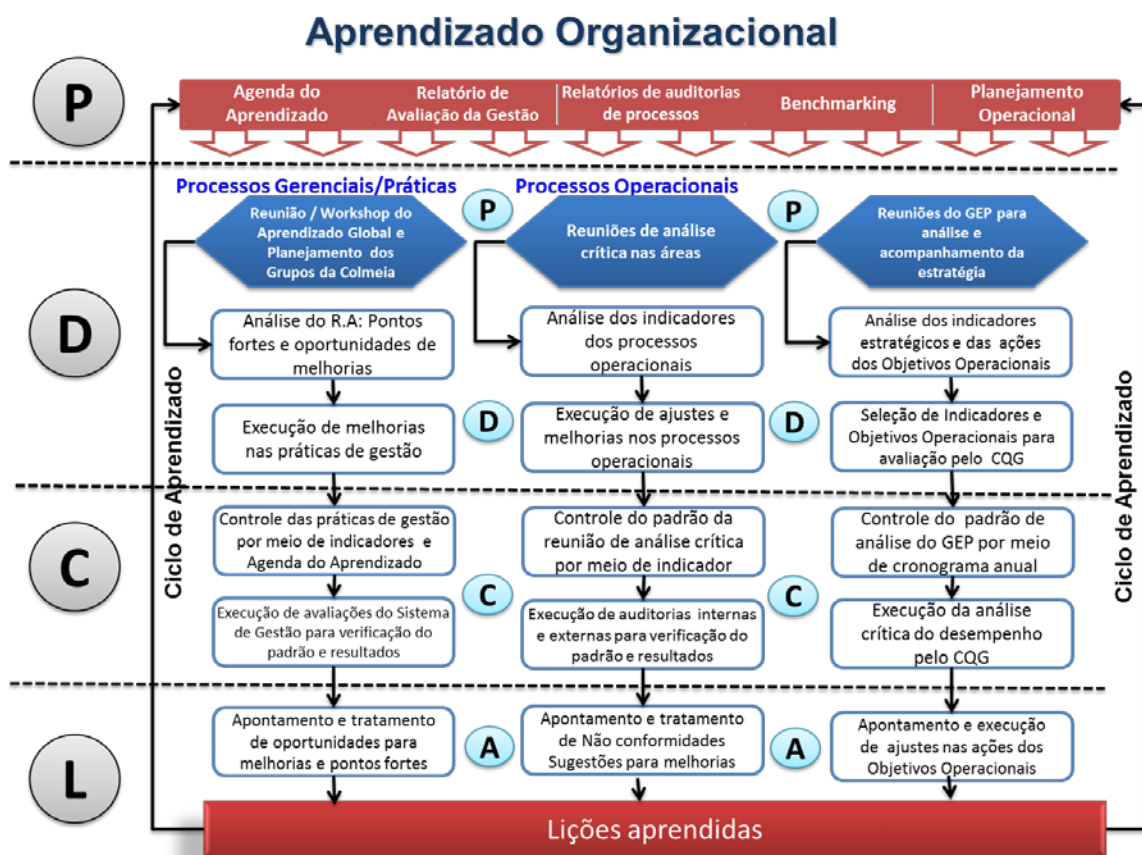 Aprendizado Organizacional
P
Agenda do
Aprendizado
Relatório de
Avaliação da Gestão
Relatórios de auditorias
de processos
Benchmarking
Planejamento
Operacional
D
Processos Gerenciais/Práticas
Reunião / Workshop do
Aprendizado Global e
Planejamento dos
Grupos da Colmeia
P
Processos Operacionais
Reuniões de análise
crítica nas áreas
P
Reuniões do GEP para
análise e
acompanhamento da
estratégia
Análise do R.A: Pontos
fortes e oportunidades de
melhorias
Análise dos indicadores
dos processos
operacionais
Análise dos indicadores
estratégicos e das ações
dos Objetivos Operacionais
Execução de melhorias
nas práticas de gestão
D
Execução de ajustes e
melhorias nos processos
operacionais
D
Seleção de Indicadores e
Objetivos Operacionais para
avaliação pelo CQG
Ciclo de Aprendizado
Ciclo de Aprendizado
C
Controle das práticas de gestão
por meio de indicadores e
Agenda do Aprendizado
Controle do padrão da
reunião de análise crítica
por meio de indicador
Controle do padrão de
análise do GEP por meio
de cronograma anual
Execução de avaliações do Sistema
de Gestão para verificação do
padrão e resultados
C
Execução de auditorias internas
e externas para verificação do
padrão e resultados
C
Execução da análise
crítica do desempenho
pelo CQG
L
Apontamento e tratamento
de oportunidades para
melhorias e pontos fortes
A
Apontamento e tratamento
de Não conformidades
Sugestões para melhorias
A
Apontamento e execução
de ajustes nas ações dos
Objetivos Operacionais
Lições aprendidas